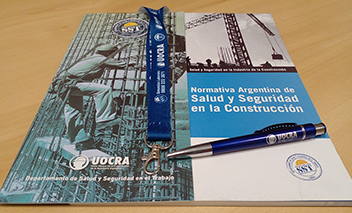 SST
Salud y Seguridad en la Industria de la Construcción
Normativa Argentina de
Salud y Seguridad
en la Construcción
UOCRA
UOCRA
Departamento de Salud y Seguridad en el Trabajo
SST